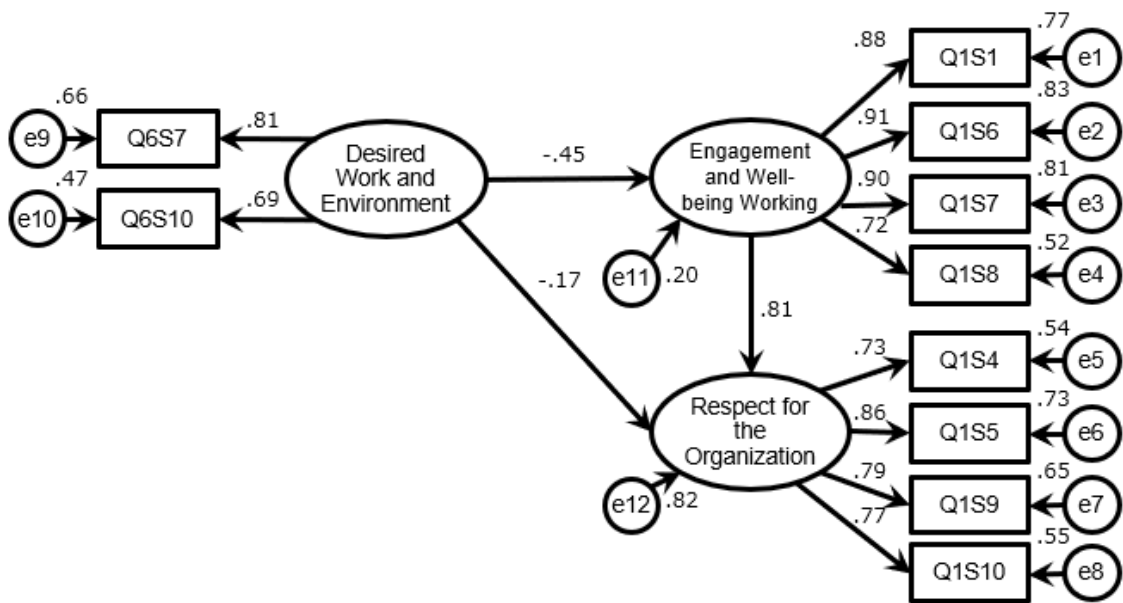 .77
.88
Q1S1
e1
.83
.91
Q1S6
e2
.81
.90
Q1S7
e3
.72
.52
Q1S8
e4
.66
e9
Q6S7
.81
.47
e10
Q6S10
.69
Desired
Work and
Environment
-.45
-.17
Engagement
and Well-
being Working
e11
.20
.81
Respect for
the
Organization
e12
.82
.54
.73
Q1S4
e5
.73
.86
Q1S5
e6
.65
.79
Q1S9
e7
.55
.77
Q1S10
e8